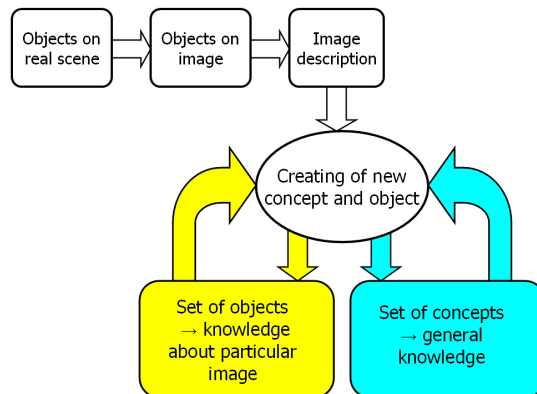 Objects on
real scene
Objects on
image
Image
description
Creating of new
concept and object
Set of objects
→ knowledge
about particular
image
Set of concepts
→ general
knowledge